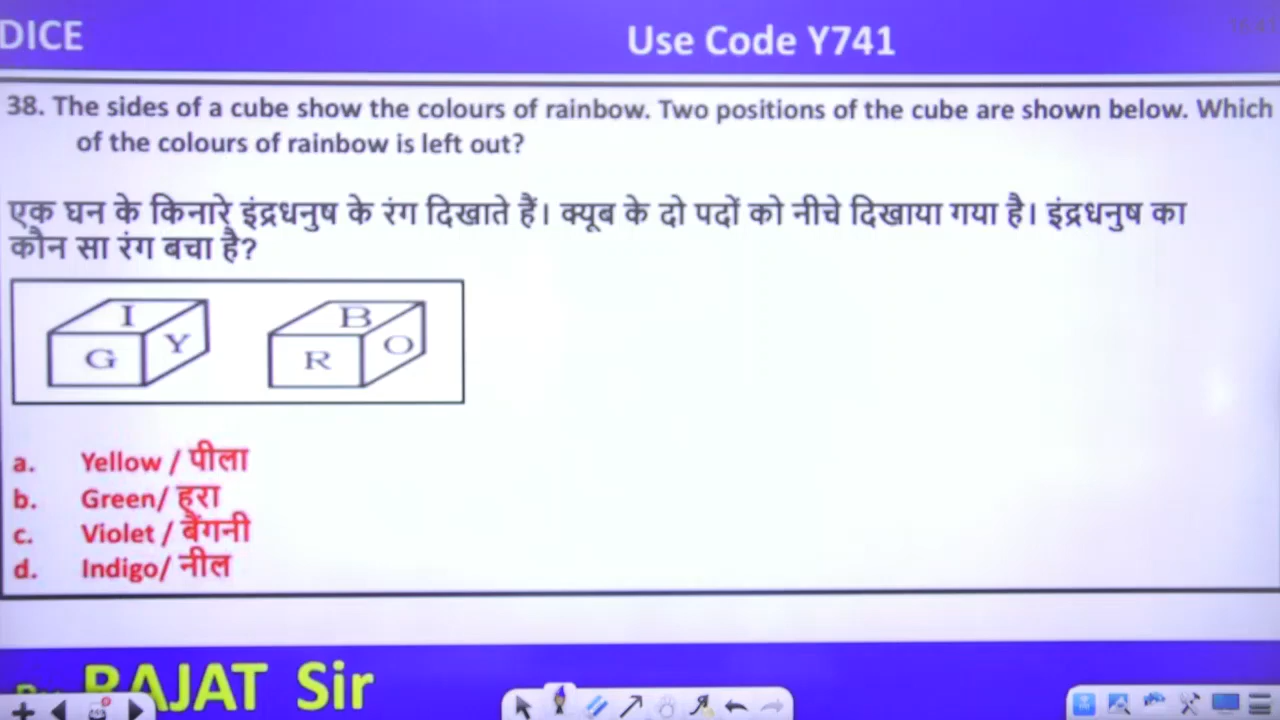 DICE
Use Code Y741
38. The sides of a cube show the colours of rainbow. Two positions of the cube are shown below. Which
of the colours of rainbow is left out?
एक घन के किनारे इंद्रधनुष के रंग दिखाते हैं। क्यूब के दो पदों को नीचे दिखाया गया है। इंद्रधनुष का
कौन सा रंग बचा है?
I
G Y
B
R O
a. Yellow / पीला
b. Green/ हरा
c. Violet / बैंगनी
d. Indigo/ नील
RAJAT Sir